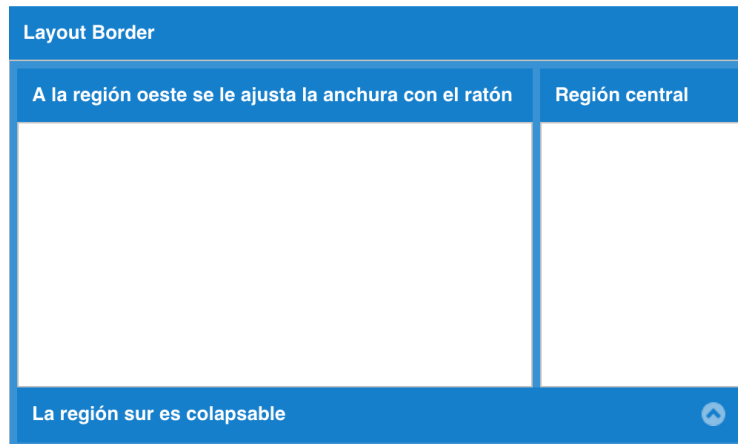 Layout Border
A la región oeste se le ajusta la anchura con el ratón
Región central
La región sur es colapsable